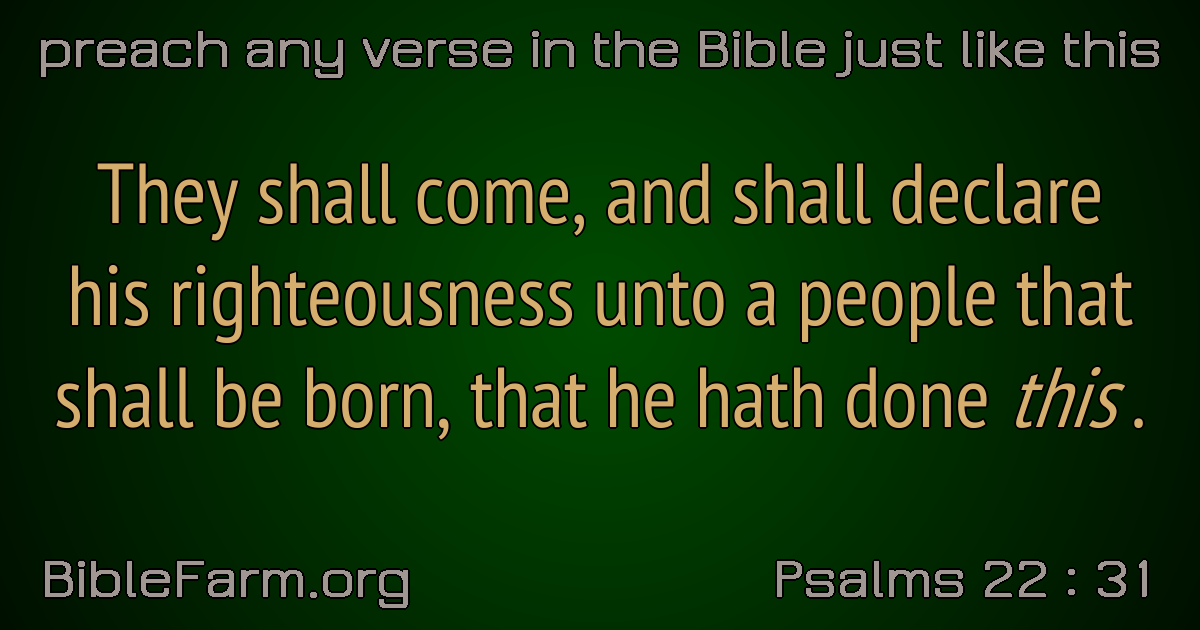 preach any verse in the Bible just like this
They shall come, and shall declare
his righteousness unto a people that
shall be born, that he hath done this .
BibleFarm.org
Psalms 22 : 31